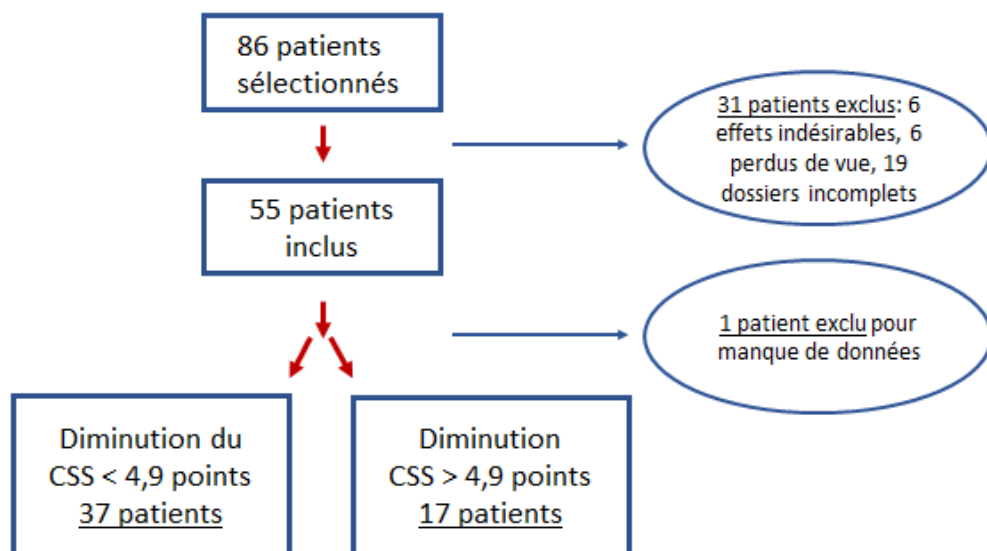 86 patients
sélectionnés
31 patients exclus: 6
effets indésirables, 6
perdus de vue, 19
dossiers incomplets
55 patients
inclus
1 patient exclu pour
manque de données
Diminution du
CSS < 4,9 points
37 patients
Diminution
CSS > 4,9 points
17 patients